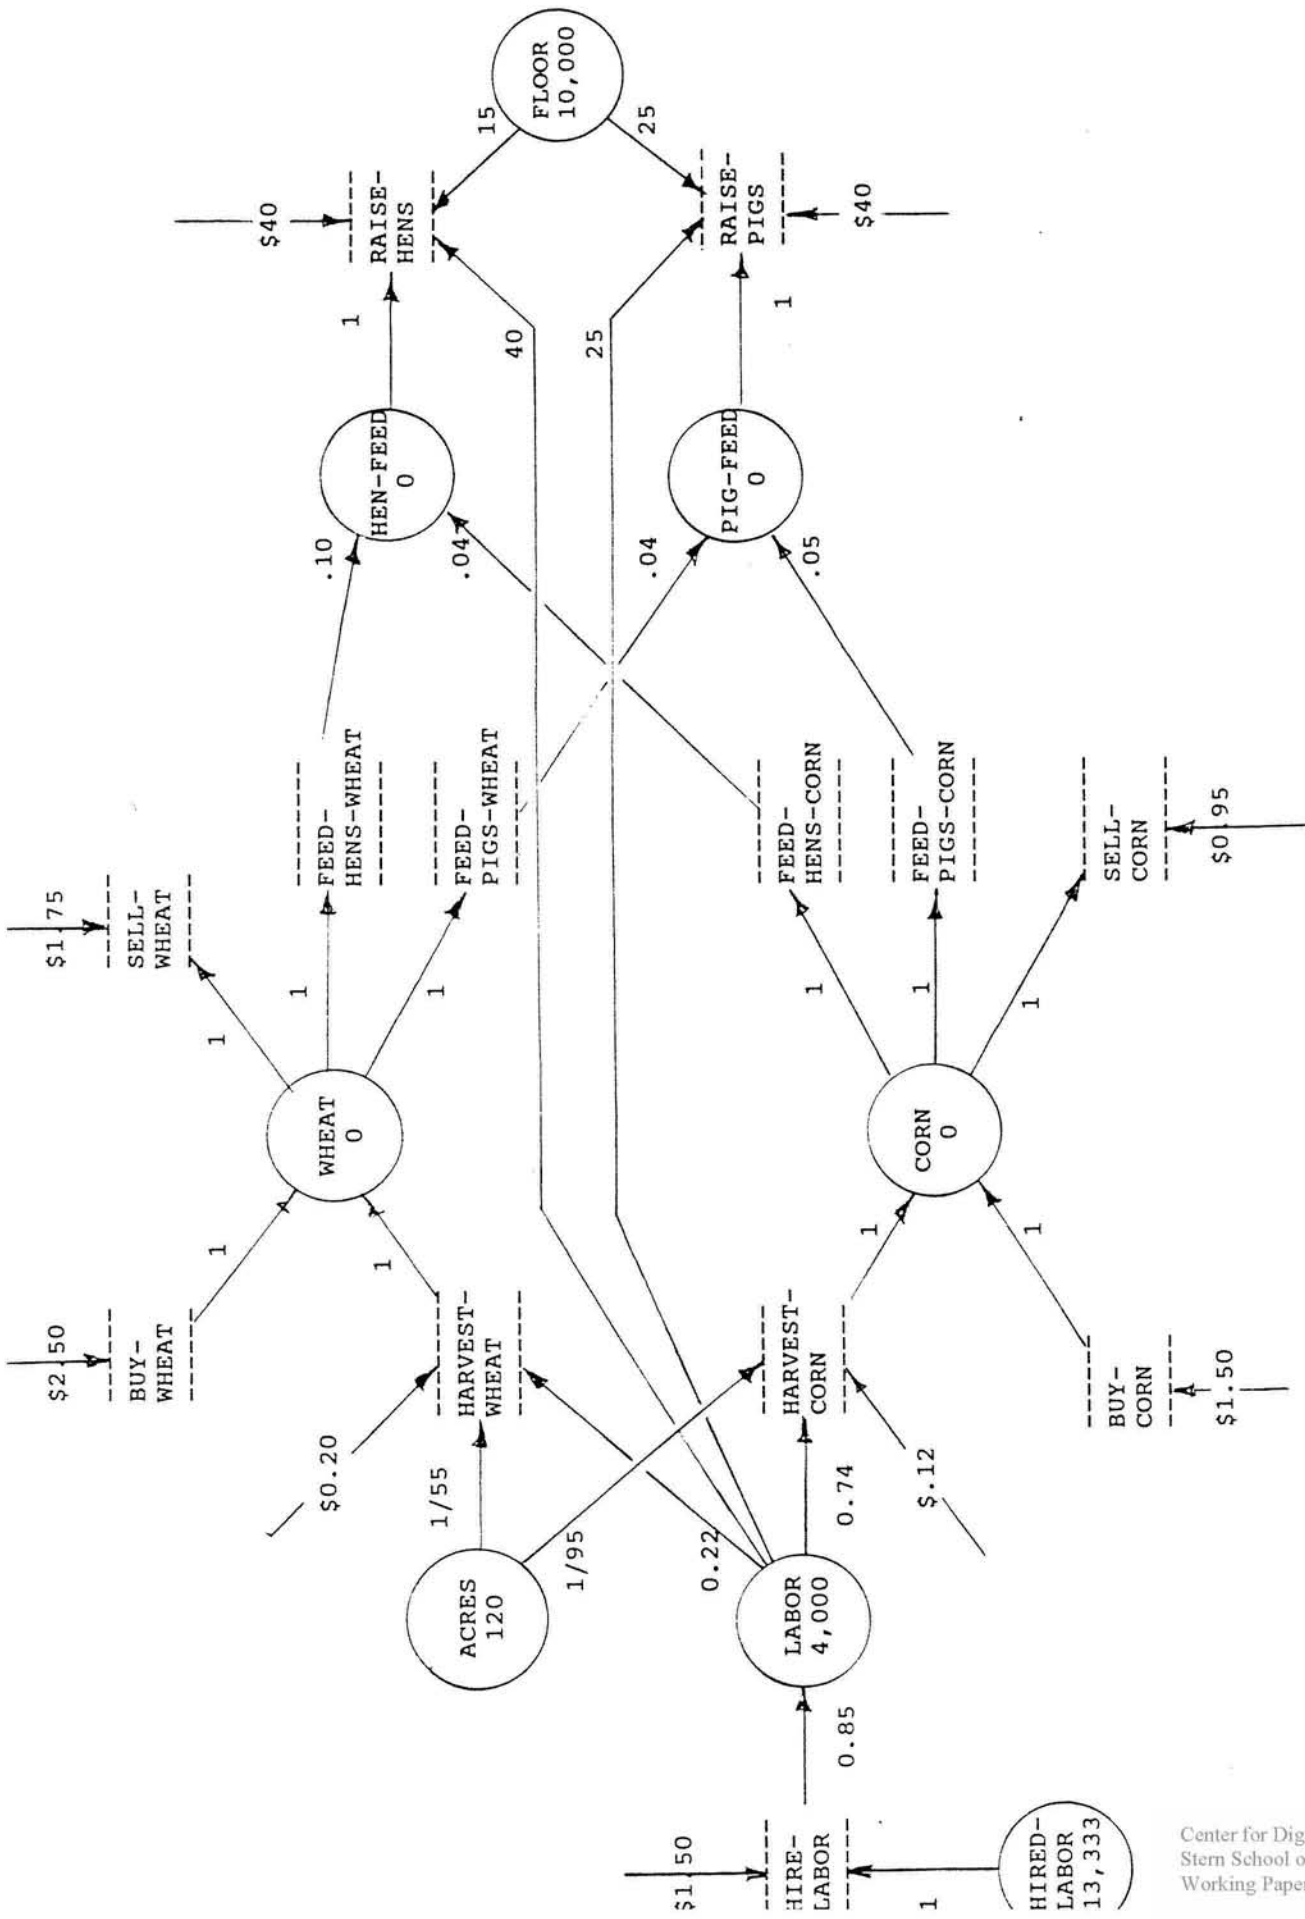 $1.50
HIRE-
LABOR
1
HIRED-
LABOR
13,333
0.85
ACRES
120
LABOR
4,000
$0.20
1/55
1/95
0.22
0.74
$.12
$2.50
BUY-
WHEAT
HARVEST-
WHEAT
HARVEST-
CORN
BUY-
CORN
$1.50
1
1
1
1
WHEAT
0
CORN
0
1
1
1
1
1
1
$1.75
SELL-
WHEAT
FEED-
HENS-WHEAT
FEED-
PIGS-WHEAT
FEED-
HENS-CORN
FEED-
PIGS-CORN
SELL-
CORN
$0.95
.10
.04
.04
.05
HEN-FEED
0
PIG-FEED
0
1
40
25
1
$40
RAISE-
HENS
RAISE-
PIGS
$40
15
25
FLOOR
10,000
Center for Dig
Stern School o
Working Paper